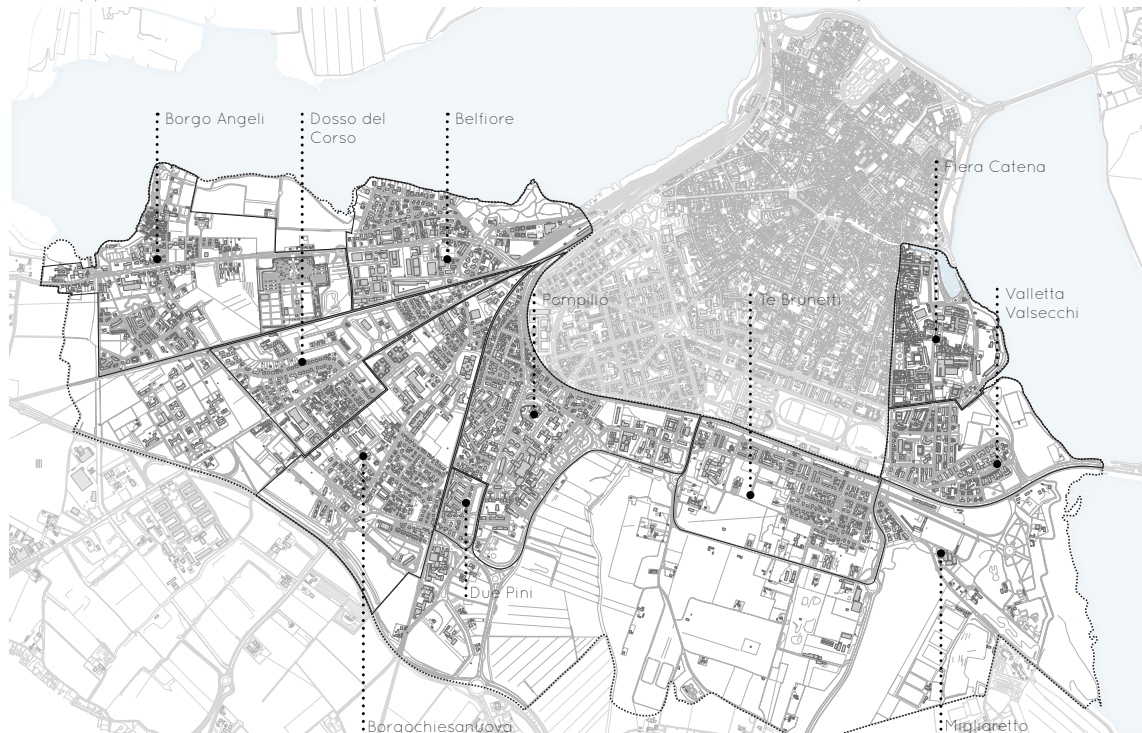 Borgo Angeli
Dosso del
Corso
Belfiore
Fiera Catena
Pompilio
Te Brunetti
Valletta
Valsecchi
Due Pini
Borgochiesanuova
Migliaretto